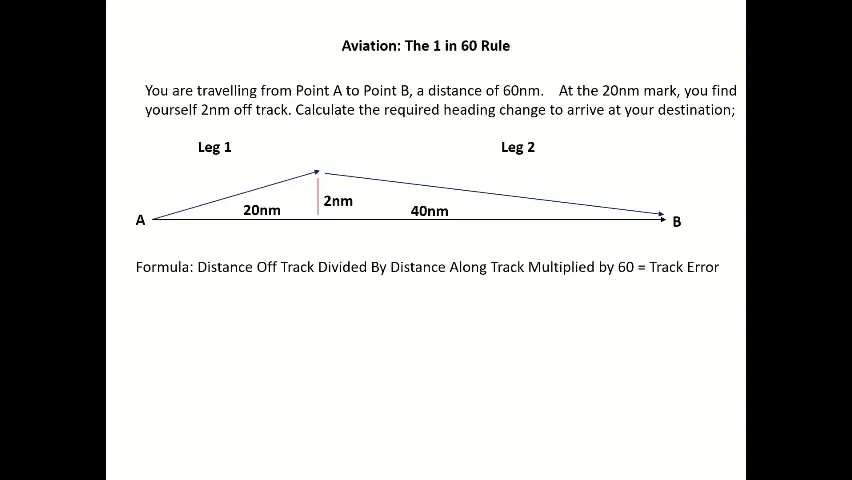 Aviation: The 1 in 60 Rule
You are travelling from Point A to Point B, a distance of 60nm. At the 20nm mark, you find
yourself 2nm off track. Calculate the required heading change to arrive at your destination;
Leg 1
Leg 2
2nm
20nm
40nm
A
B
Formula: Distance Off Track Divided By Distance Along Track Multiplied by 60 = Track Error